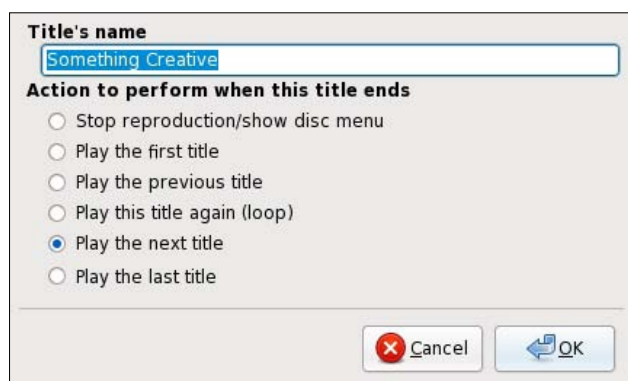 Title's name
Something Creative
Action to perform when this title ends
Stop reproduction/show disc menu
Play the first title
Play the previous title
Play this title again (loop)
Play the next title
Play the last title
Cancel
OK